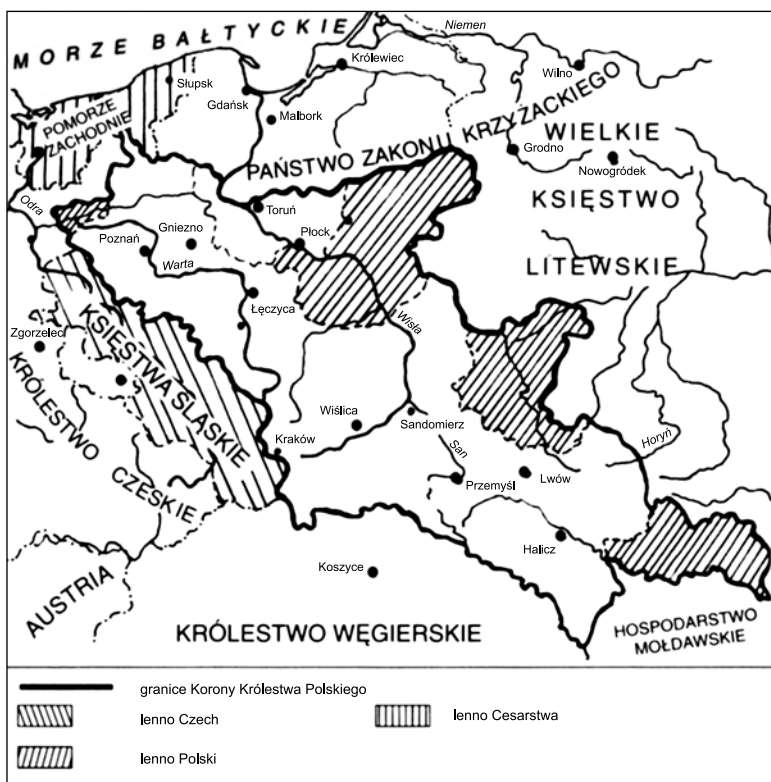 MORZE BAŁTYCKIE
Niemen
Królewiec
Wilno
Słupsk
Gdańsk
Malbork
POMORZE
ZACHODNIE
PAŃSTWO ZAKONU KRZYŻACKIEGO
WIELKIE
Grodno
Nowogródek
KSIĘSTWO
Odra
Toruń
Gniezno
Płock
Poznań
Warta
LITEWSKIE
Łęczyca
Wisła
Zgorzelec
KSIĘSTWA ŚLĄSKIE
KRÓLESTWO CZESKIE
Wiślica
Sandomierz
Kraków
San
Horyń
Przemyśl
Lwów
Halicz
Koszyce
AUSTRIA
KRÓLESTWO WĘGIERSKIE
HOSPODARSTWO
MOŁDAWSKIE
granice Korony Królestwa Polskiego
lenno Czech
lenno Cesarstwa
lenno Polski